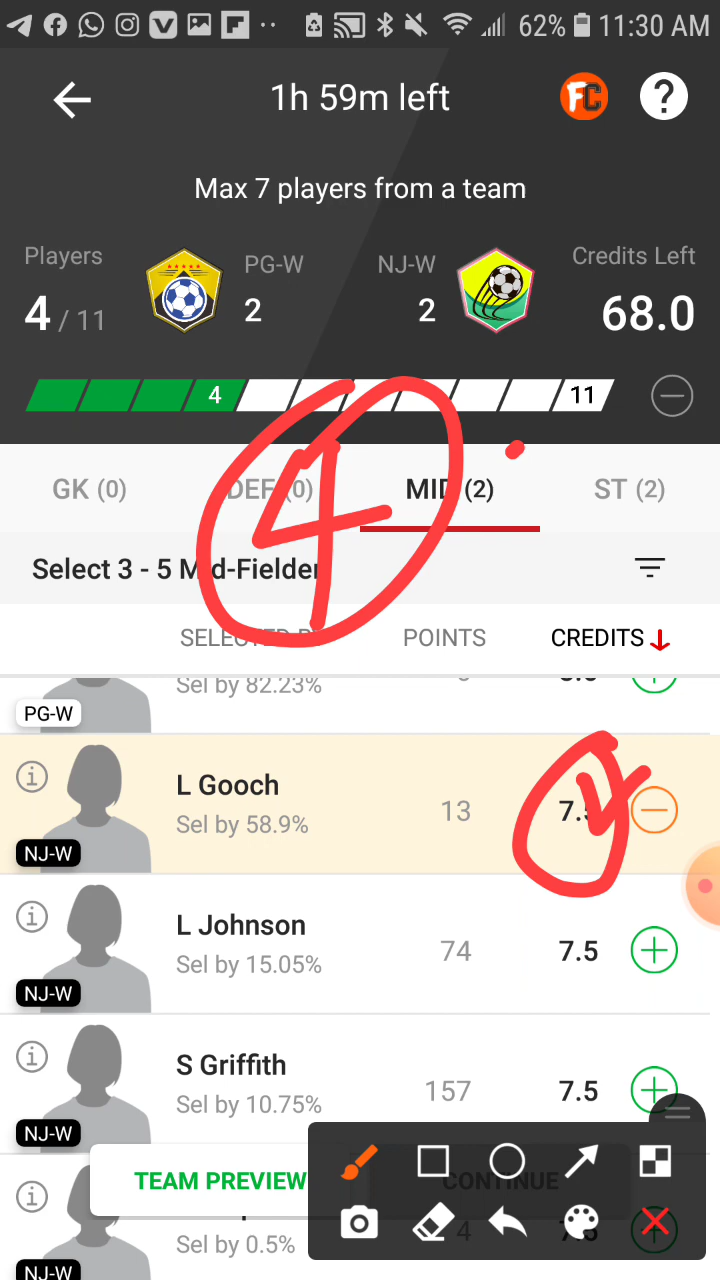 62% 11:30 AM
1h 59m left
FC ?
Max 7 players from a team
Players PG-W NJ-W Credits Left
4 / 11 2 2 68.0
4 11
4
GK (0) DEF (0) MID (2) ST (2)
Select 3 - 5 Mid-Fielder
SELECTED B POINTS CREDITS
Sel by 82.23%
PG-W
L Gooch
Sel by 58.9% 13 7.5
NJ-W
L Johnson
Sel by 15.05% 74 7.5
NJ-W
S Griffith
Sel by 10.75% 157 7.5
NJ-W
TEAM PREVIEW CONTINUE
Sel by 0.5% 4 7.5
NJ-W